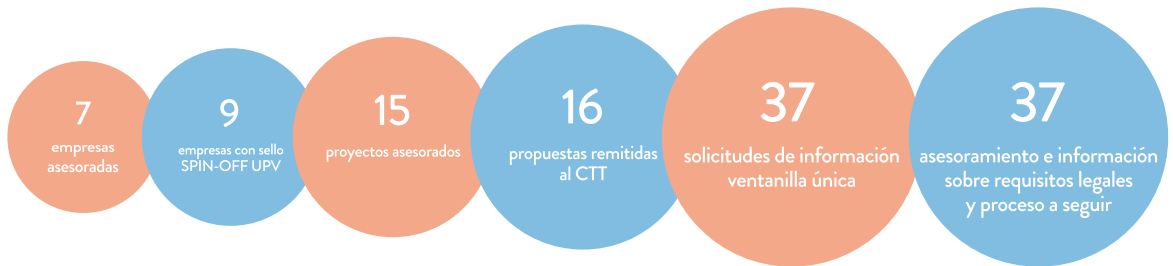 7
empresas
asesoradas
9
empresas con sello
SPIN-OFF UPV
15
proyectos asesorados
16
propuestas remitidas
al CTT
37
solicitudes de información
ventanilla única
37
asesoramiento e información
sobre requisitos legales
y proceso a seguir